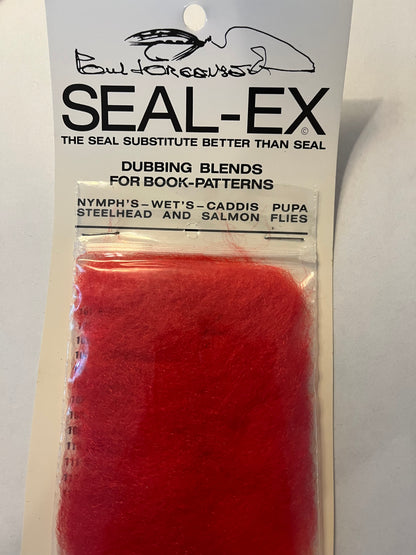 Poul Jorgensen
SEAL-EX©
THE SEAL SUBSTITUTE BETTER THAN SEAL
DUBBING BLENDS
FOR BOOK-PATTERNS
NYMPH'S-WET'S-CADDIS PUPA
STEELHEAD AND SALMON FLIES